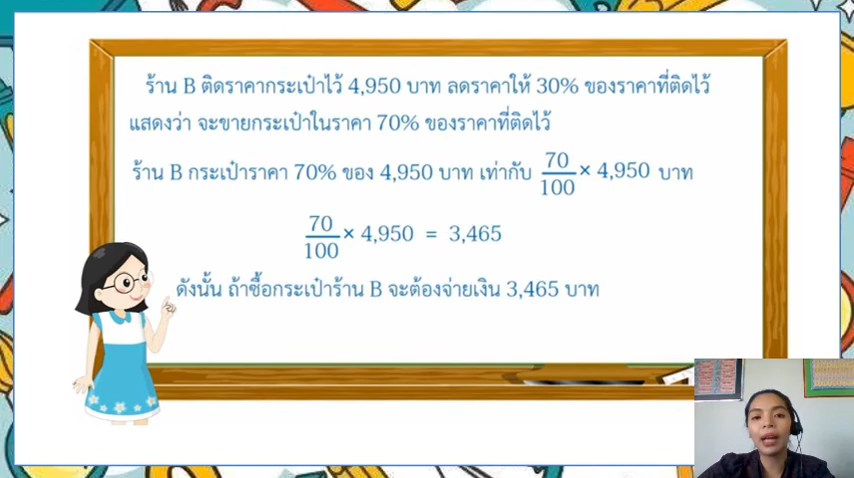 ร้าน B ติดราคากระเป๋าไว้ 4,950 บาท ลดราคาให้ 30% ของราคาที่ติดไว้
แสดงว่า จะขายกระเป๋าในราคา 70% ของราคาที่ติดไว้
ร้าน B กระเป๋าราคา 70% ของ 4,950 บาท เท่ากับ 70/100 × 4,950 บาท
70/100 × 4,950 = 3,465
ดังนั้น ถ้าซื้อกระเป๋าร้าน B จะต้องจ่ายเงิน 3,465 บาท